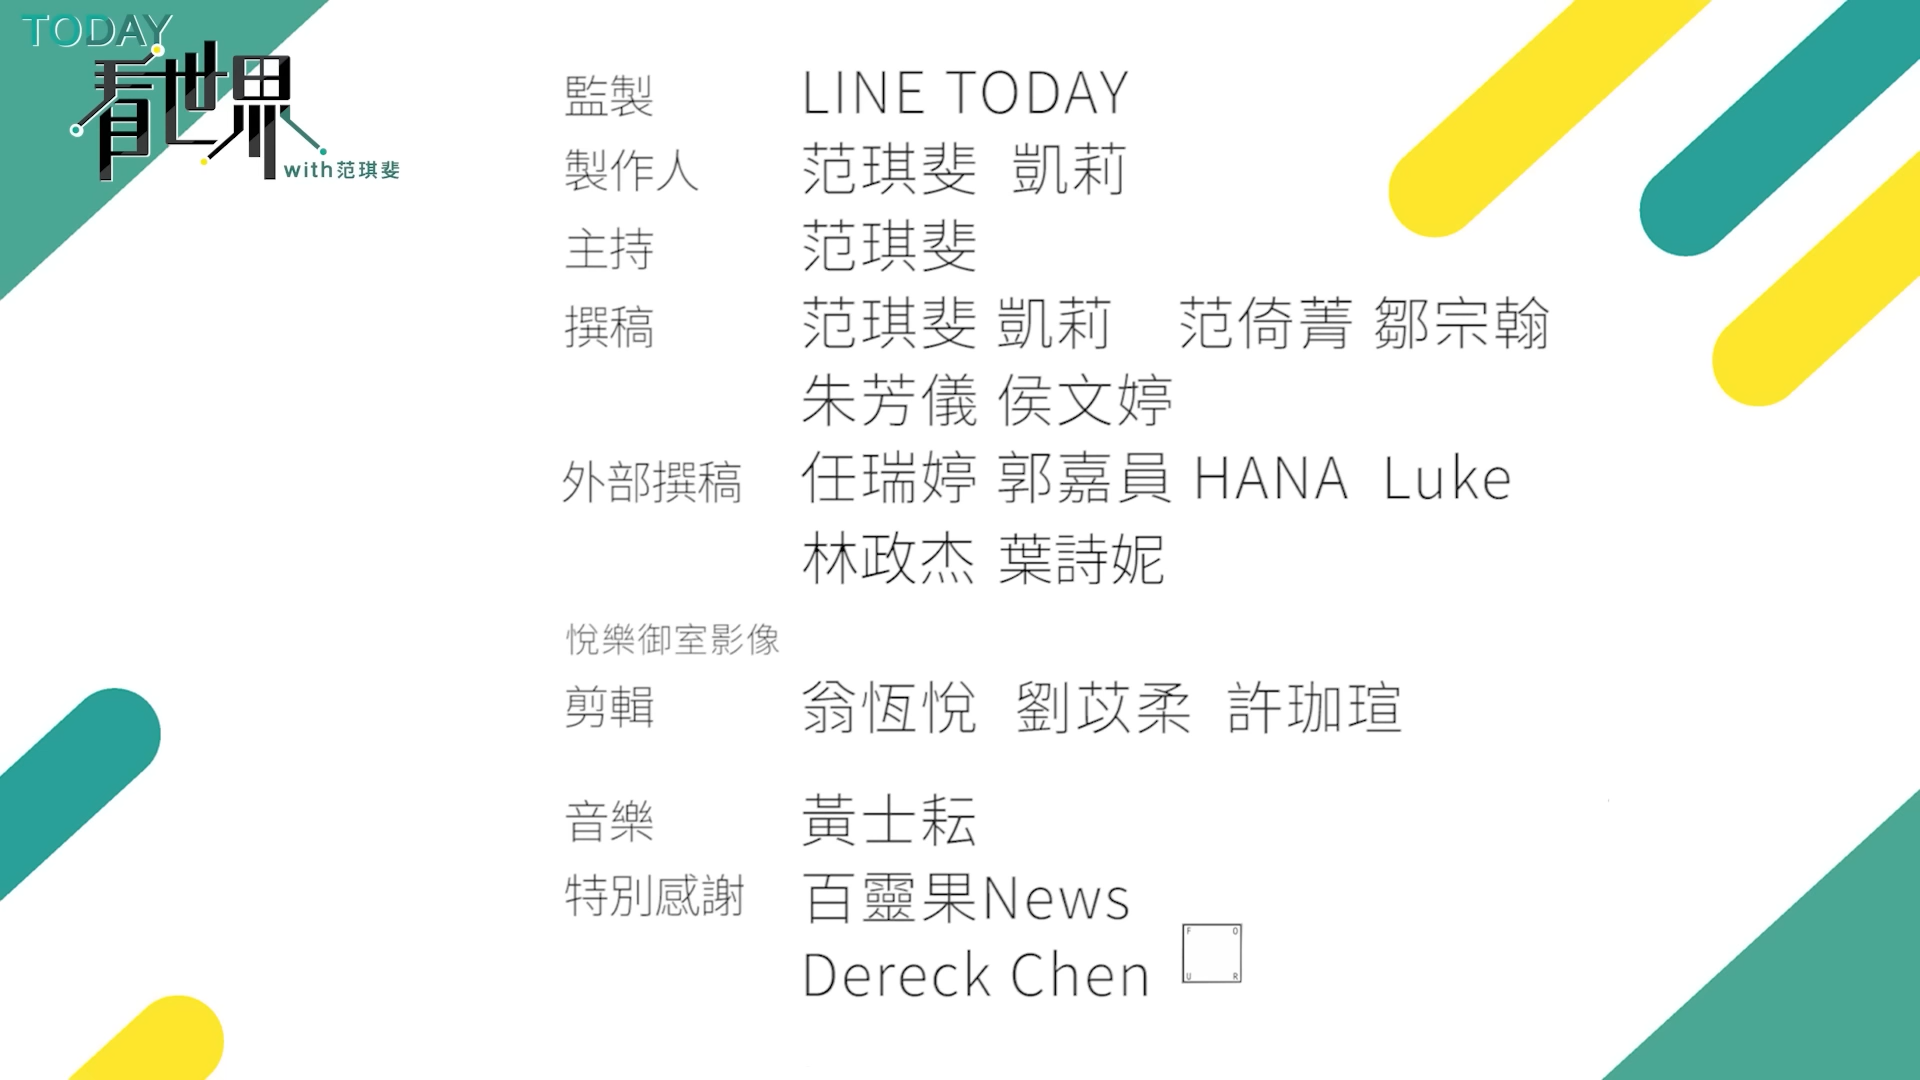 TODAY
看世界
with范琪斐
監製 LINE TODAY
製作人 范琪斐 凱莉
主持 范琪斐
撰稿 范琪斐 凱莉 范倚菁 鄒宗翰
朱芳儀 侯文婷
外部撰稿 任瑞婷 郭嘉員 HANA Luke
林政杰 葉詩妮
悅樂御室影像
剪輯 翁恆悅 劉苡柔 許珈瑄
音樂 黃士耘
特別感謝 百靈果News
Dereck Chen
F O
U R